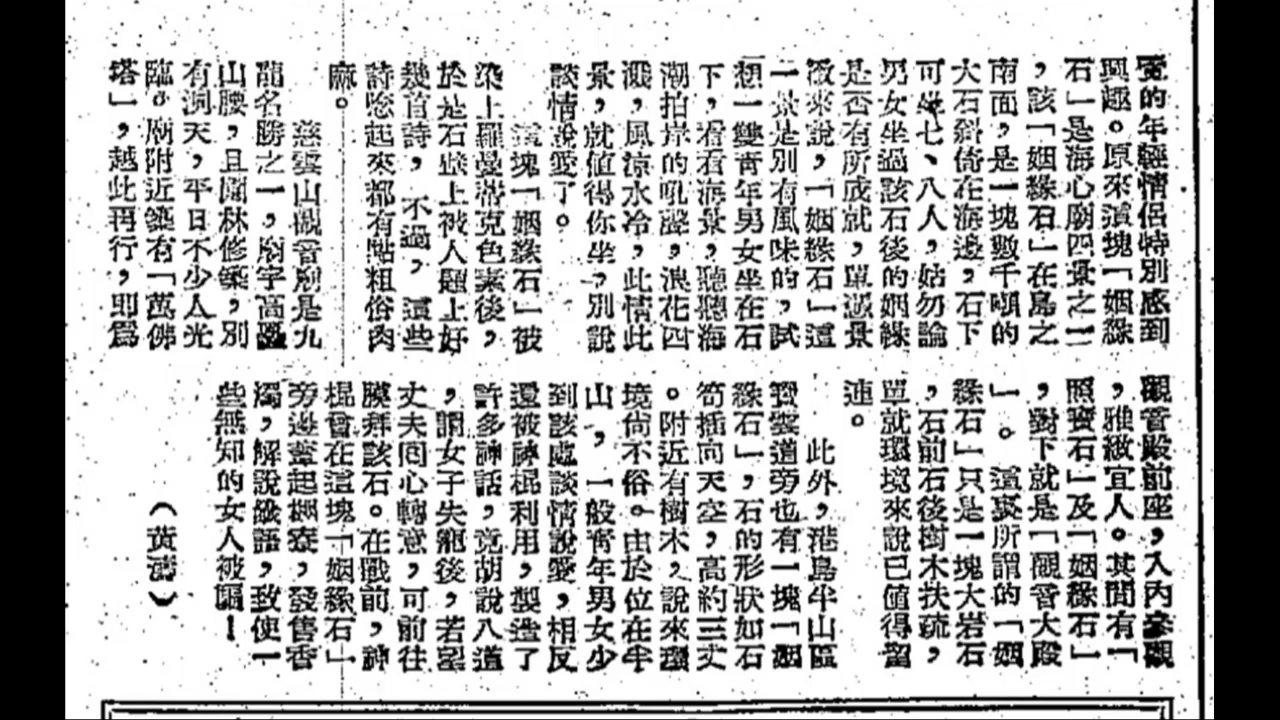 愛的年輕情侶特別感到
興趣。原來這塊「姻緣
石」是海心廟四景之一
，該「姻緣石」在島之
南面，是一塊數千噸的
大石斜倚在海邊，石下
可坐七、八人，姑勿論
男女坐過該石後的姻緣
是否有所成就，單憑景
緻來說，「姻緣石」這
一景是別有風味的，試
想一雙青年男女坐在石
下，看看海景，聽聽海
潮拍岸的吼聲，浪花四
濺，風涼水冷，此情此
景，就值得你坐，別說
談情說愛了。
這塊「姻緣石」被
染上羅曼蒂克色素後，
於是石壁上被人題上好
幾首詩，不過，這些
詩唸起來都有點粗俗肉
麻。
慈雲山觀音廟是九
龍名勝之一，廟宇高矗
山腰，且園林修築，別
有洞天，平日不少人光
臨。廟附近築有「萬佛
塔」，越此再行，則為
觀音殿前座，入內參觀
，雅緻宜人。其間有「
照寶石」及「姻緣石」
，對下就是「觀音大殿
」。這裏所謂的「姻
緣石」只是一塊大岩石
，石前石後樹木扶疏，
單就環境來說已值得留
連。
此外，港島半山區
寶雲道旁也有一塊「姻
緣石」，石的形狀如石
筍插向天空，高約三丈
。附近有樹木，說來環
境尚不俗。由於位在半
山，一般青年男女少
到該處談情說愛，相反
還被神棍利用，製造了
許多神話，竟胡說八道
，謂女子失寵後，若望
丈夫回心轉意，可前往
膜拜該石。在戰前，神
棍會在這塊「姻緣石」
旁邊蓋起棚寮，發售香
燭，解說籤語，致使一
些無知的女人被騙！
（黃濤）